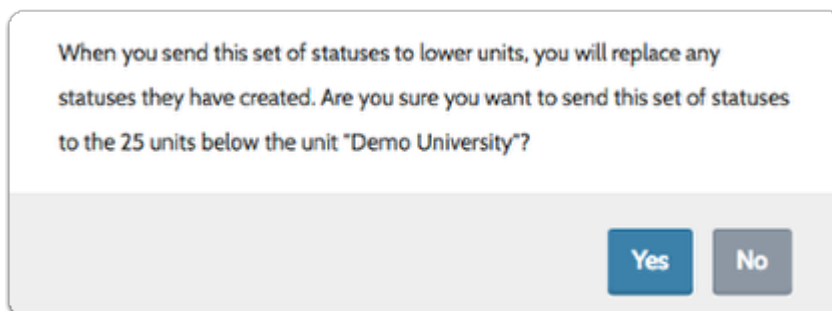 When you send this set of statuses to lower units, you will replace any
statuses they have created. Are you sure you want to send this set of statuses
to the 25 units below the unit "Demo University"?
Yes No